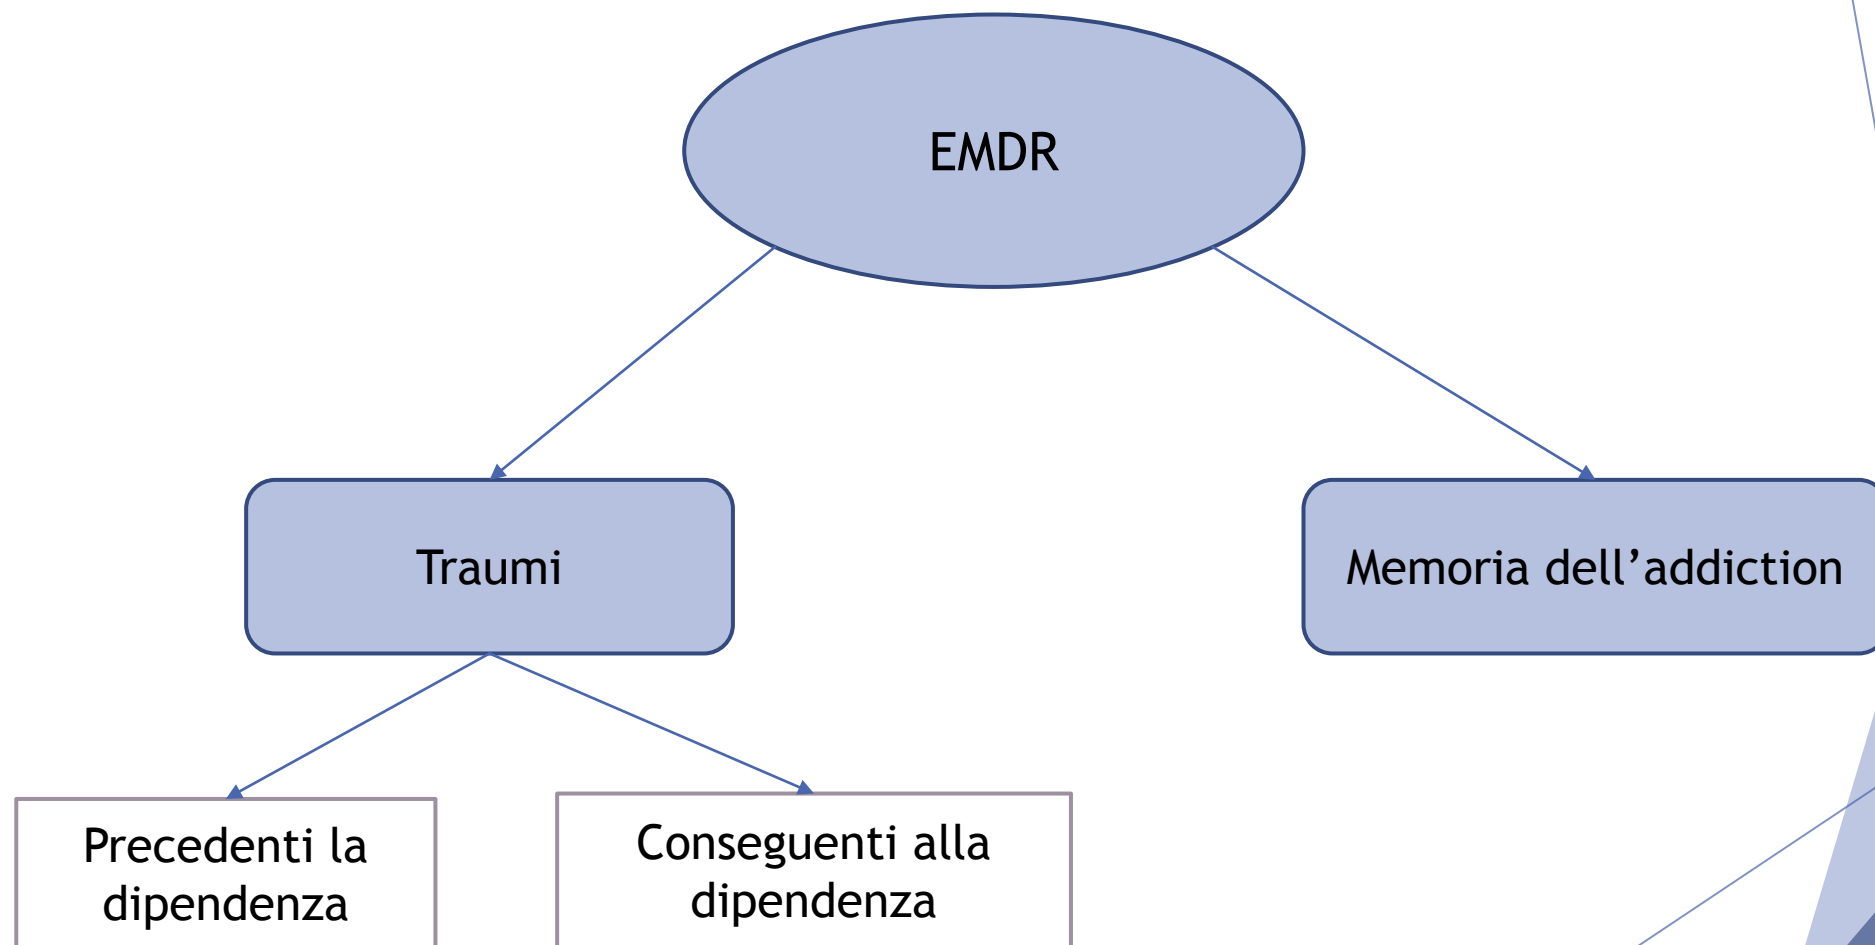 EMDR
Traumi
Memoria dell’addiction
Precedenti la
dipendenza
Conseguenti alla
dipendenza